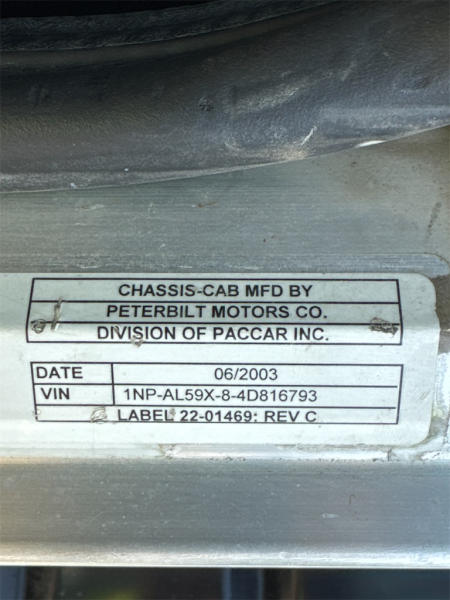 CHASSIS-CAB MFD BY
PETERBILT MOTORS CO.
DIVISION OF PACCAR INC.
DATE 06/2003
VIN 1NP-AL59X-8-4D816793
LABEL 22-01469: REV C